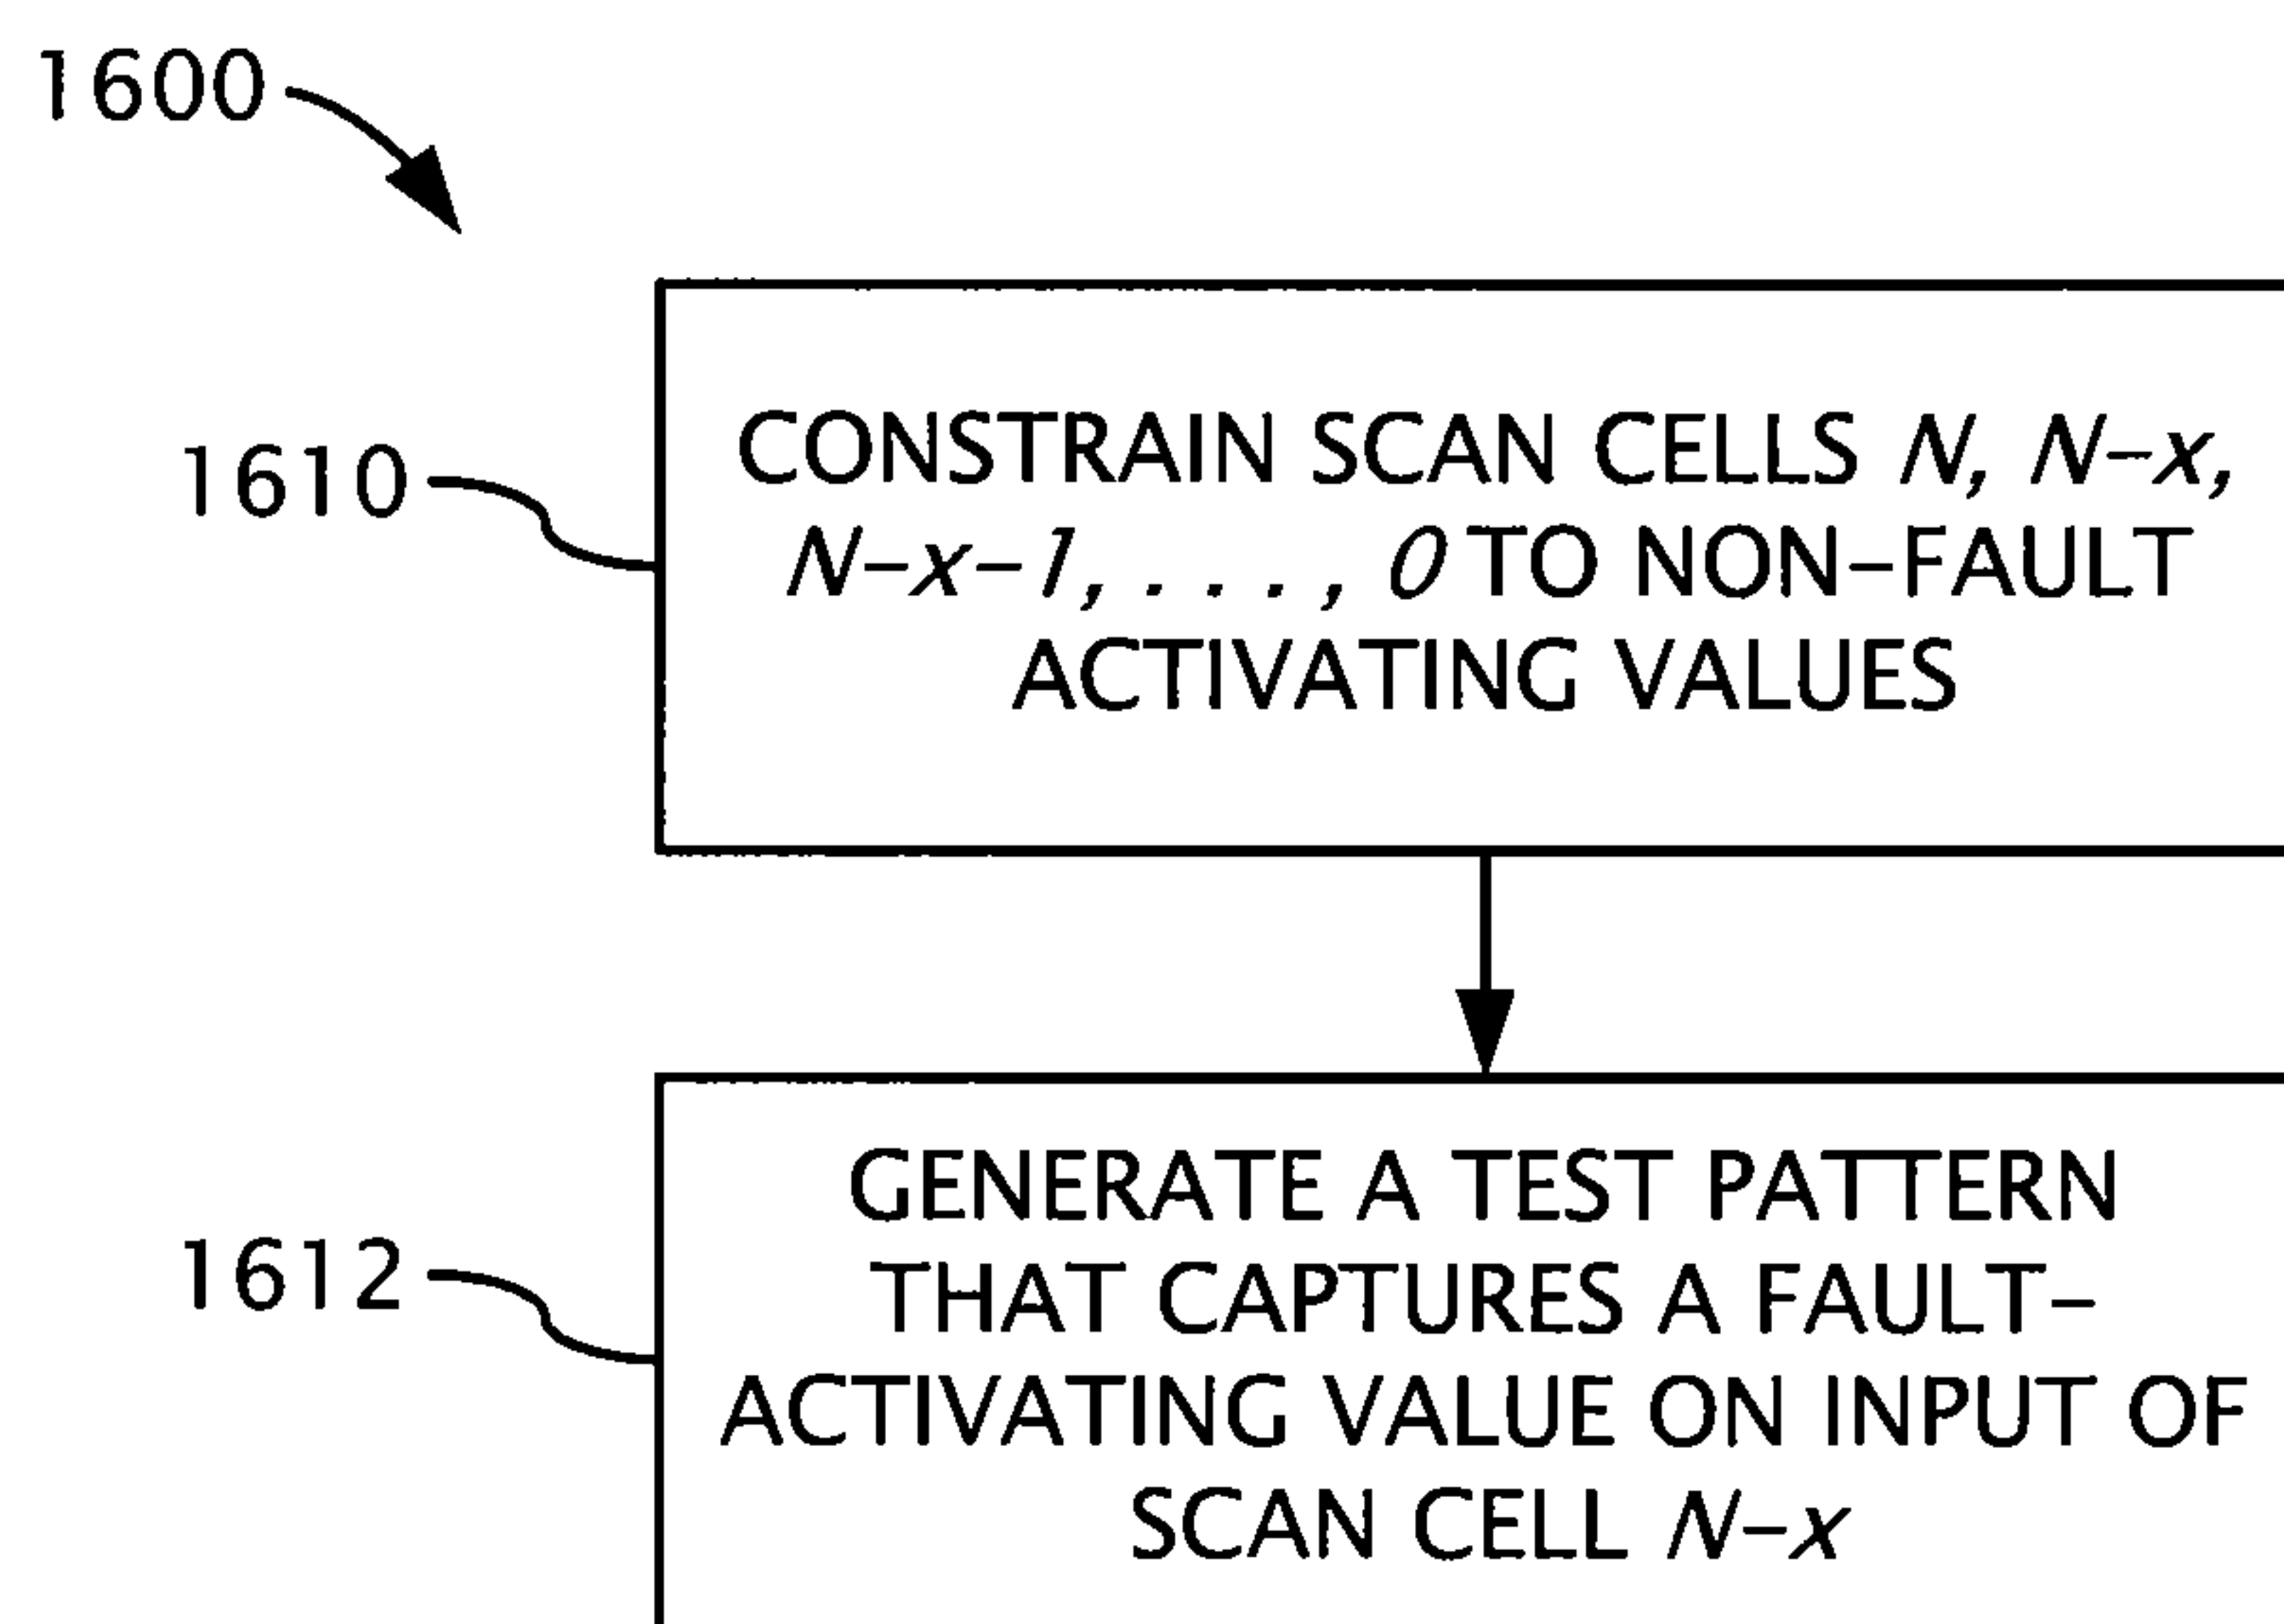 1600
1610
CONSTRAIN SCAN CELLS N, N–x,
N–x–1, . . . , 0 TO NON–FAULT
ACTIVATING VALUES
1612
GENERATE A TEST PATTERN
THAT CAPTURES A FAULT–
ACTIVATING VALUE ON INPUT OF
SCAN CELL N–x